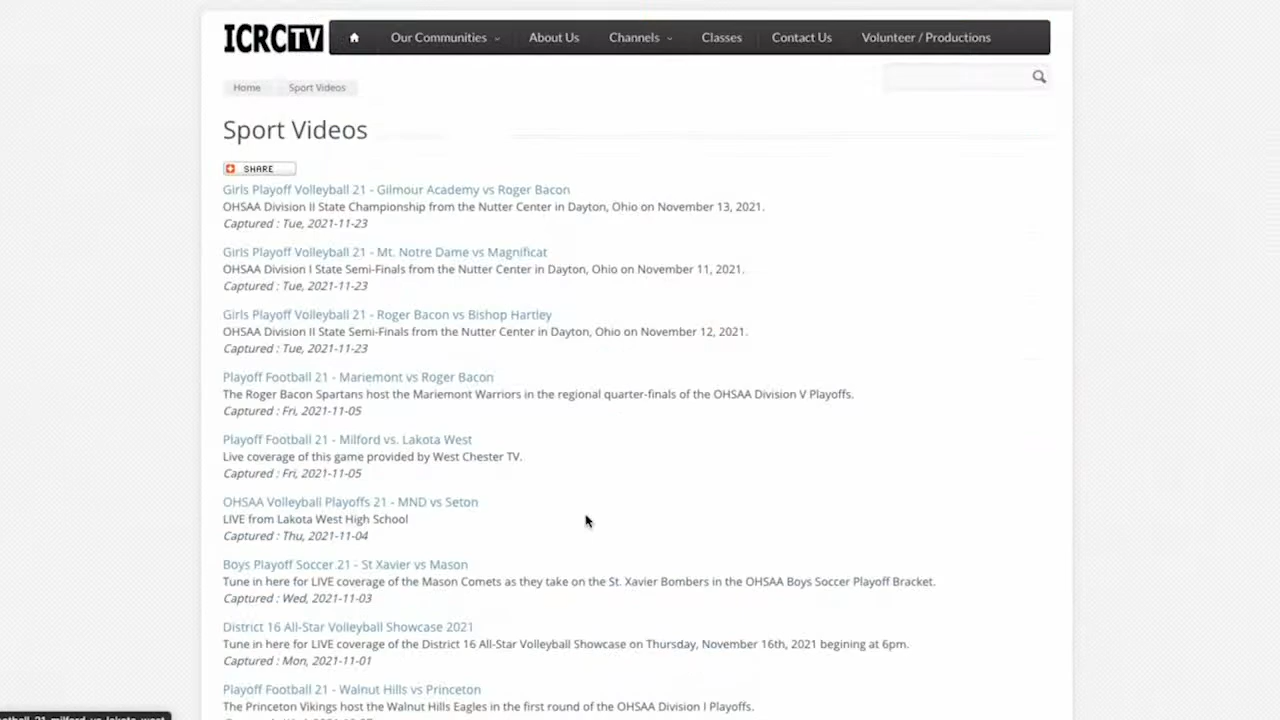 ICRCTV
Our Communities
About Us
Channels
Classes
Contact Us
Volunteer / Productions
Home
Sport Videos
Sport Videos
SHARE
Girls Playoff Volleyball 21 - Gilmour Academy vs Roger Bacon
OHSAA Division II State Championship from the Nutter Center in Dayton, Ohio on November 13, 2021.
Captured : Tue, 2021-11-23
Girls Playoff Volleyball 21 - Mt. Notre Dame vs Magnificat
OHSAA Division I State Semi-Finals from the Nutter Center in Dayton, Ohio on November 11, 2021.
Captured : Tue, 2021-11-23
Girls Playoff Volleyball 21 - Roger Bacon vs Bishop Hartley
OHSAA Division II State Semi-Finals from the Nutter Center in Dayton, Ohio on November 12, 2021.
Captured : Tue, 2021-11-23
Playoff Football 21 - Mariemont vs Roger Bacon
The Roger Bacon Spartans host the Mariemont Warriors in the regional quarter-finals of the OHSAA Division V Playoffs.
Captured : Fri, 2021-11-05
Playoff Football 21 - Milford vs. Lakota West
Live coverage of this game provided by West Chester TV.
Captured : Fri, 2021-11-05
OHSAA Volleyball Playoffs 21 - MND vs Seton
LIVE from Lakota West High School
Captured : Thu, 2021-11-04
Boys Playoff Soccer 21 - St Xavier vs Mason
Tune in here for LIVE coverage of the Mason Comets as they take on the St. Xavier Bombers in the OHSAA Boys Soccer Playoff Bracket.
Captured : Wed, 2021-11-03
District 16 All-Star Volleyball Showcase 2021
Tune in here for LIVE coverage of the District 16 All-Star Volleyball Showcase on Thursday, November 16th, 2021 begining at 6pm.
Captured : Mon, 2021-11-01
Playoff Football 21 - Walnut Hills vs Princeton
The Princeton Vikings host the Walnut Hills Eagles in the first round of the OHSAA Division I Playoffs.